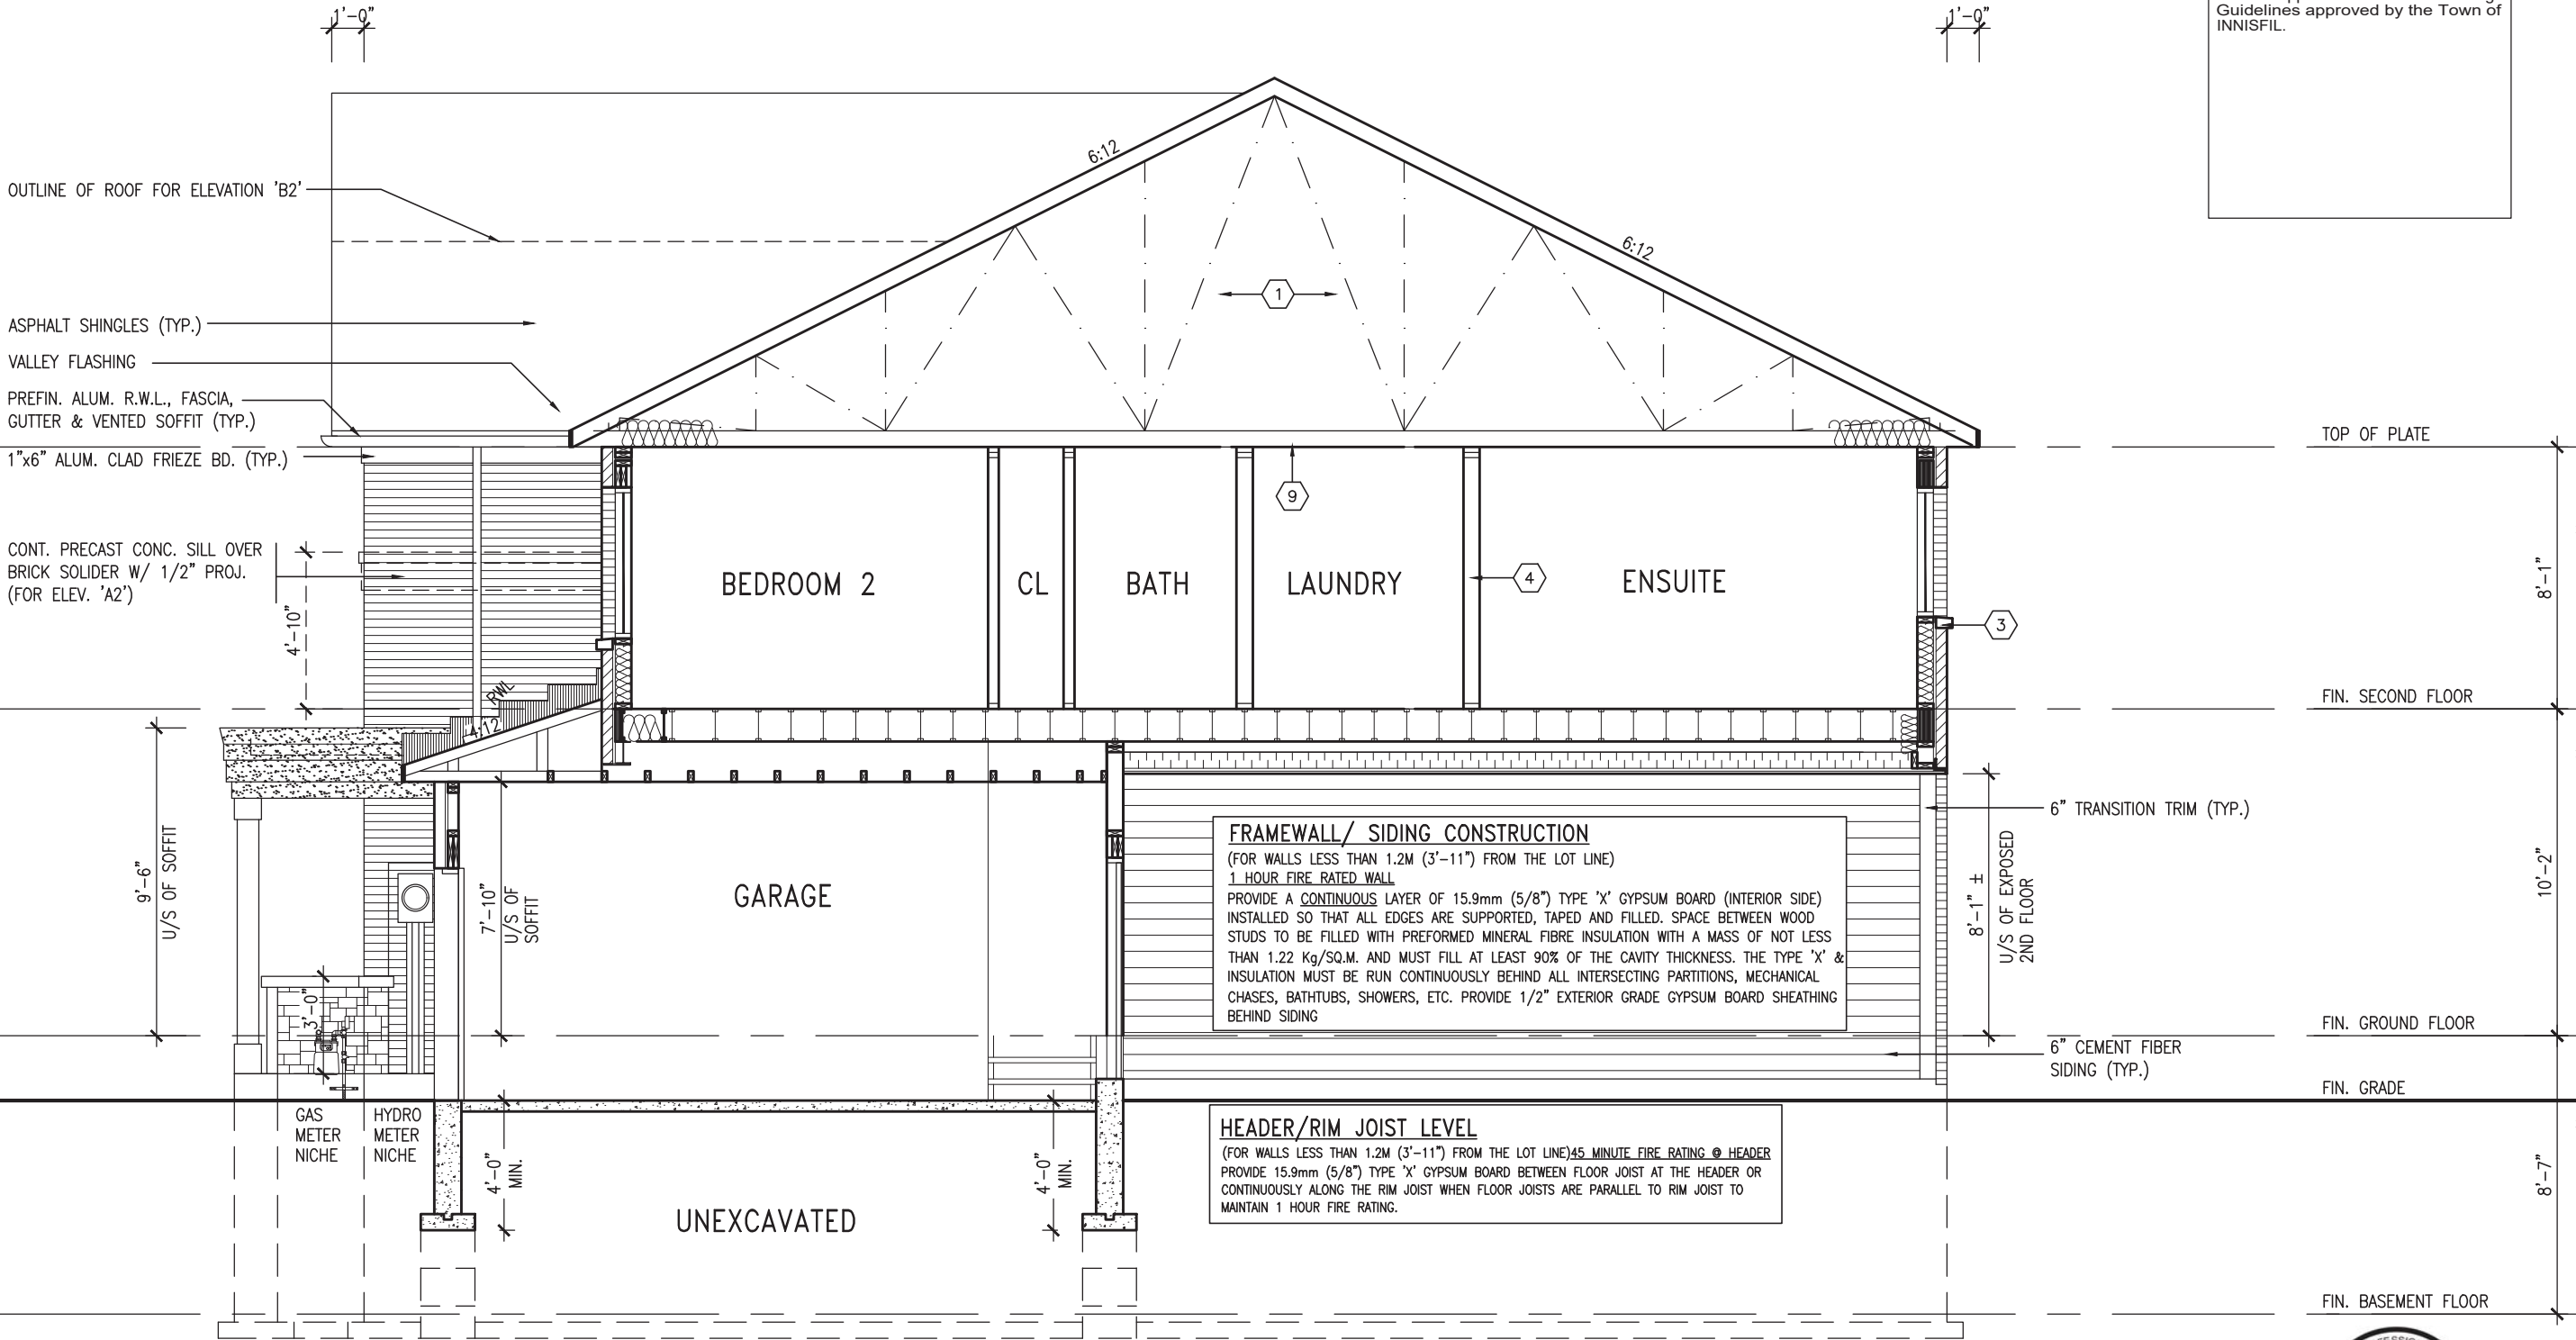 1'-0"
1'-0"
Guidelines approved by the Town of
INNISFIL.
6:12
6:12
OUTLINE OF ROOF FOR ELEVATION 'B2'
1
ASPHALT SHINGLES (TYP.)
VALLEY FLASHING
PREFIN. ALUM. R.W.L., FASCIA,
GUTTER & VENTED SOFFIT (TYP.)
1"x6" ALUM. CLAD FRIEZE BD. (TYP.)
TOP OF PLATE
9
CONT. PRECAST CONC. SILL OVER
BRICK SOLIDER W/ 1/2" PROJ.
(FOR ELEV. 'A2')
4'-10"
BEDROOM 2
CL
BATH
LAUNDRY
4
ENSUITE
3
8'-1"
RWL
4:12
FIN. SECOND FLOOR
9'-6"
U/S OF SOFFIT
7'-10"
U/S OF
SOFFIT
GARAGE
6" TRANSITION TRIM (TYP.)
FRAMEWALL/ SIDING CONSTRUCTION
(FOR WALLS LESS THAN 1.2M (3'-11") FROM THE LOT LINE)
1 HOUR FIRE RATED WALL
PROVIDE A CONTINUOUS LAYER OF 15.9mm (5/8") TYPE 'X' GYPSUM BOARD (INTERIOR SIDE)
INSTALLED SO THAT ALL EDGES ARE SUPPORTED, TAPED AND FILLED. SPACE BETWEEN WOOD
STUDS TO BE FILLED WITH PREFORMED MINERAL FIBRE INSULATION WITH A MASS OF NOT LESS
THAN 1.22 Kg/SQ.M. AND MUST FILL AT LEAST 90% OF THE CAVITY THICKNESS. THE TYPE 'X' &
INSULATION MUST BE RUN CONTINUOUSLY BEHIND ALL INTERSECTING PARTITIONS, MECHANICAL
CHASES, BATHTUBS, SHOWERS, ETC. PROVIDE 1/2" EXTERIOR GRADE GYPSUM BOARD SHEATHING
BEHIND SIDING
8'-1" ±
U/S OF EXPOSED
2ND FLOOR
10'-2"
3'-0"
FIN. GROUND FLOOR
6" CEMENT FIBER
SIDING (TYP.)
FIN. GRADE
GAS
METER
NICHE
HYDRO
METER
NICHE
4'-0"
MIN.
4'-0"
MIN.
UNEXCAVATED
HEADER/RIM JOIST LEVEL
(FOR WALLS LESS THAN 1.2M (3'-11") FROM THE LOT LINE)45 MINUTE FIRE RATING @ HEADER
PROVIDE 15.9mm (5/8") TYPE 'X' GYPSUM BOARD BETWEEN FLOOR JOIST AT THE HEADER OR
CONTINUOUSLY ALONG THE RIM JOIST WHEN FLOOR JOISTS ARE PARALLEL TO RIM JOIST TO
MAINTAIN 1 HOUR FIRE RATING.
8'-7"
FIN. BASEMENT FLOOR